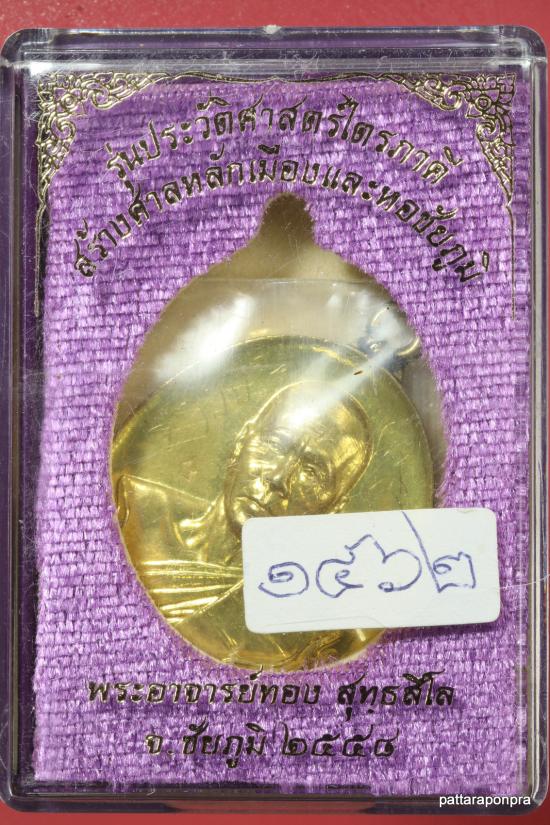 รุ่นประวัติศาสตร์ไตรภาคี
สร้างศาลหลักเมืองและหอชัยภูมิ
๑๕๖๒
พระอาจารย์ทอง สุทฺธสีโล
จ.ชัยภูมิ ๒๕๕๘
pattaraponpra